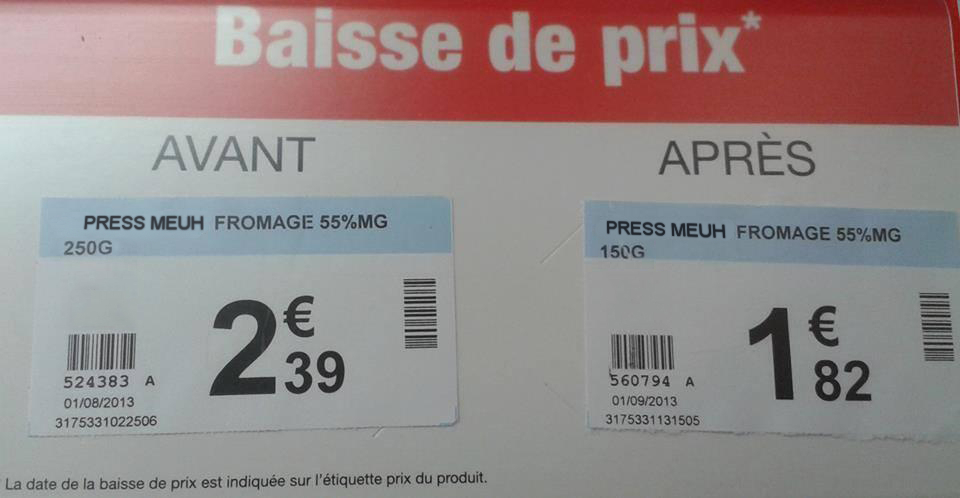 Baisse de prix*
AVANT
PRESS MEUH FROMAGE 55%MG
250G
2€39
524383 A
01/08/2013
3175331022506
APRÈS
PRESS MEUH FROMAGE 55%MG
150G
1€82
560794 A
01/09/2013
3175331131505
* La date de la baisse de prix est indiquée sur l'étiquette prix du produit.